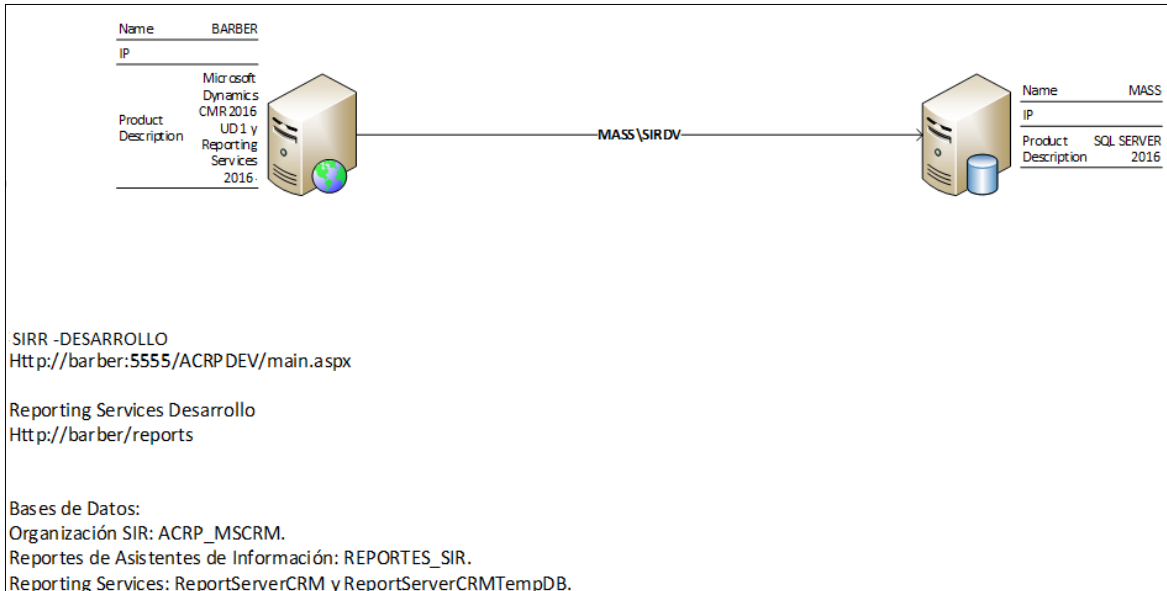 Name BARBER
IP
Product Description
Microsoft
Dynamics
CMR 2016
UD1 y
Reporting
Services
2016.
MASS\SIRDV
Name MASS
IP
Product Description
SQL SERVER
2016
SIRR -DESARROLLO
Http://barber:5555/ACRPDEV/main.aspx
Reporting Services Desarrollo
Http://barber/reports
Bases de Datos:
Organización SIR: ACRP_MSCRM.
Reportes de Asistentes de Información: REPORTES_SIR.
Reporting Services: ReportServerCRM y ReportServerCRMTempDB.